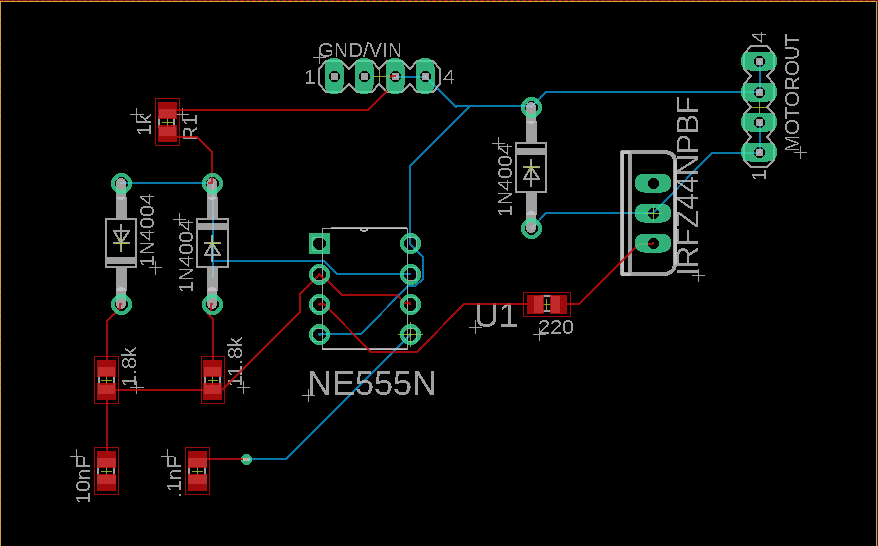 GND/VIN
1
4
4
MOTOROUT
1
1k
R1
1N4004
1N4004
1N4004
IRFZ44NPBF
U1
220
NE555N
1.8k
11.8k
10nF
.1nF